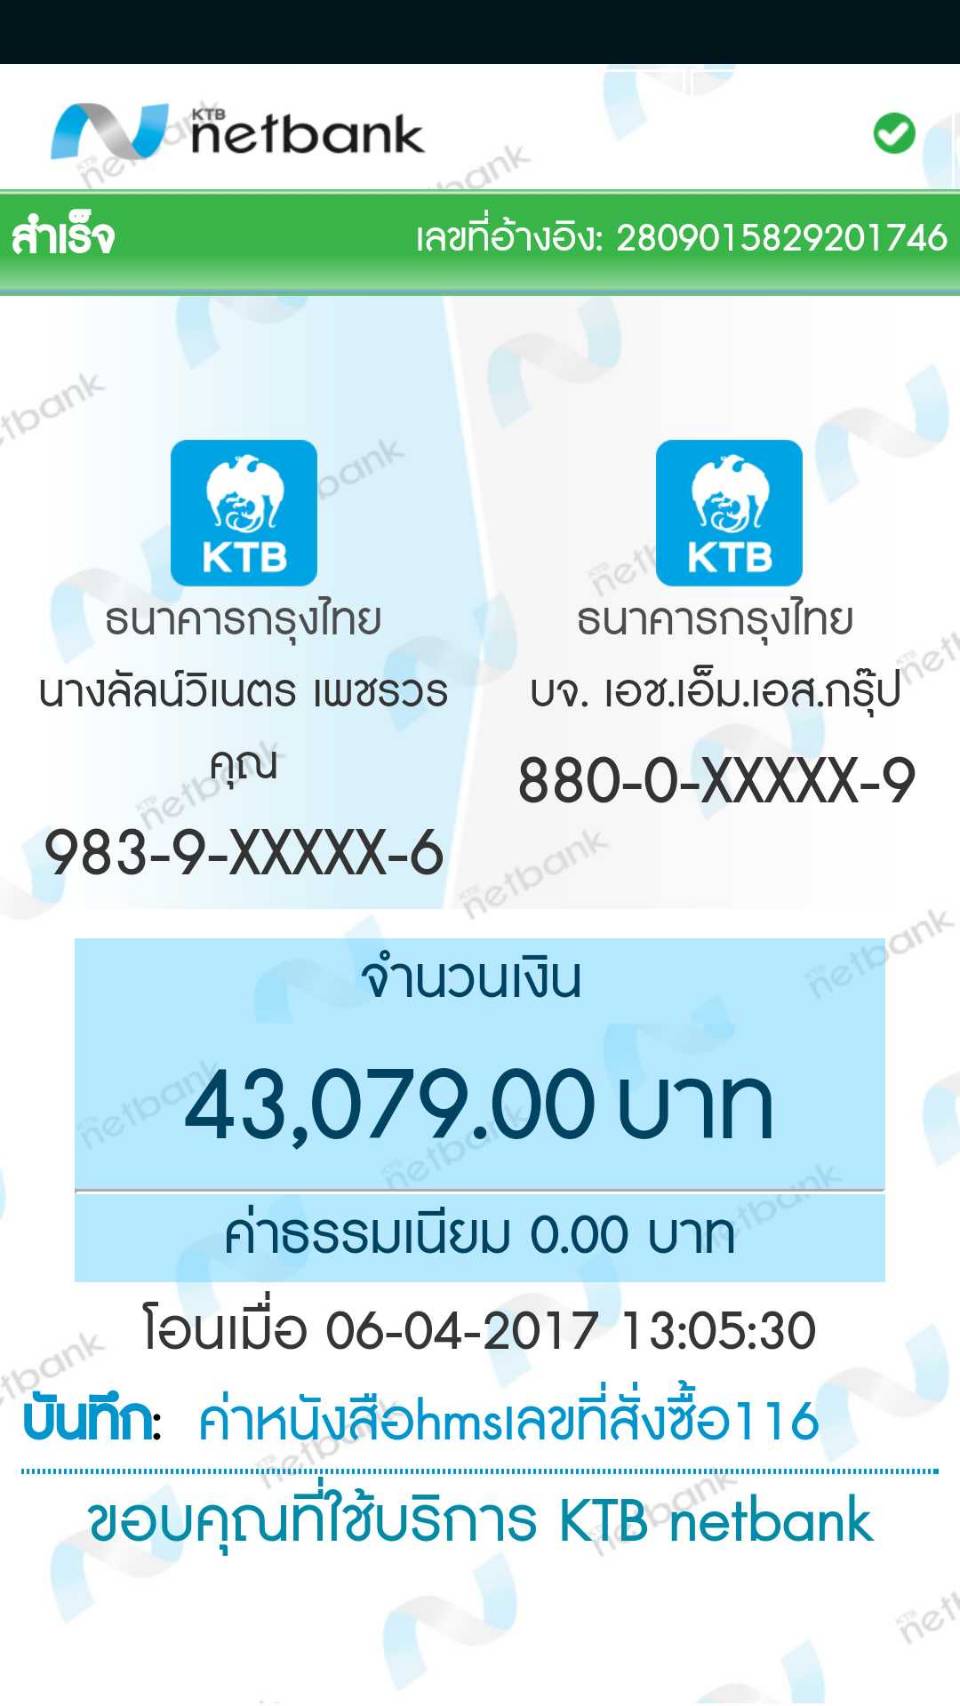 KTB
netbank
สำเร็จ เลขที่อ้างอิง: 2809015829201746
KTB KTB
ธนาคารกรุงไทย ธนาคารกรุงไทย
นางลัลน์วิเนตร เพชรวร บจ. เอช.เอ็ม.เอส.กรุ๊ป
คุณ 880-0-XXXXX-9
983-9-XXXXX-6
จำนวนเงิน
43,079.00 บาท
ค่าธรรมเนียม 0.00 บาท
โอนเมื่อ 06-04-2017 13:05:30
บันทึก: ค่าหนังสือhmsเลขที่สั่งซื้อ116
ขอบคุณที่ใช้บริการ KTB netbank